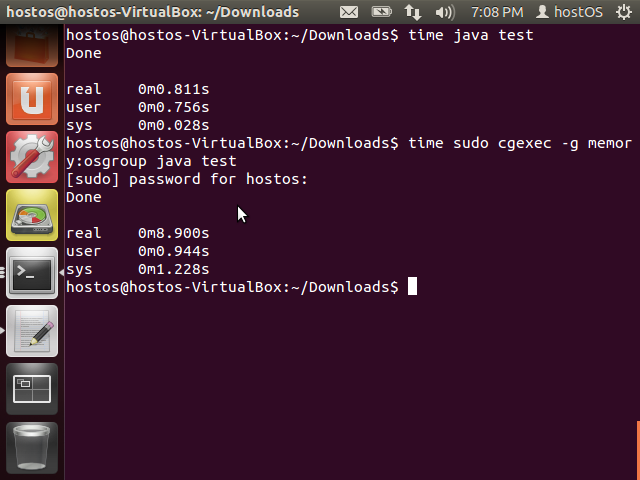 hostos@hostos-VirtualBox: ~/Downloads 7:08 PM hostOS
hostos@hostos-VirtualBox:~/Downloads$ time java test
Done
real 0m0.811s
user 0m0.756s
sys 0m0.028s
hostos@hostos-VirtualBox:~/Downloads$ time sudo cgexec -g memor
y:osgroup java test
[sudo] password for hostos:
Done
real 0m8.900s
user 0m0.944s
sys 0m1.228s
hostos@hostos-VirtualBox:~/Downloads$